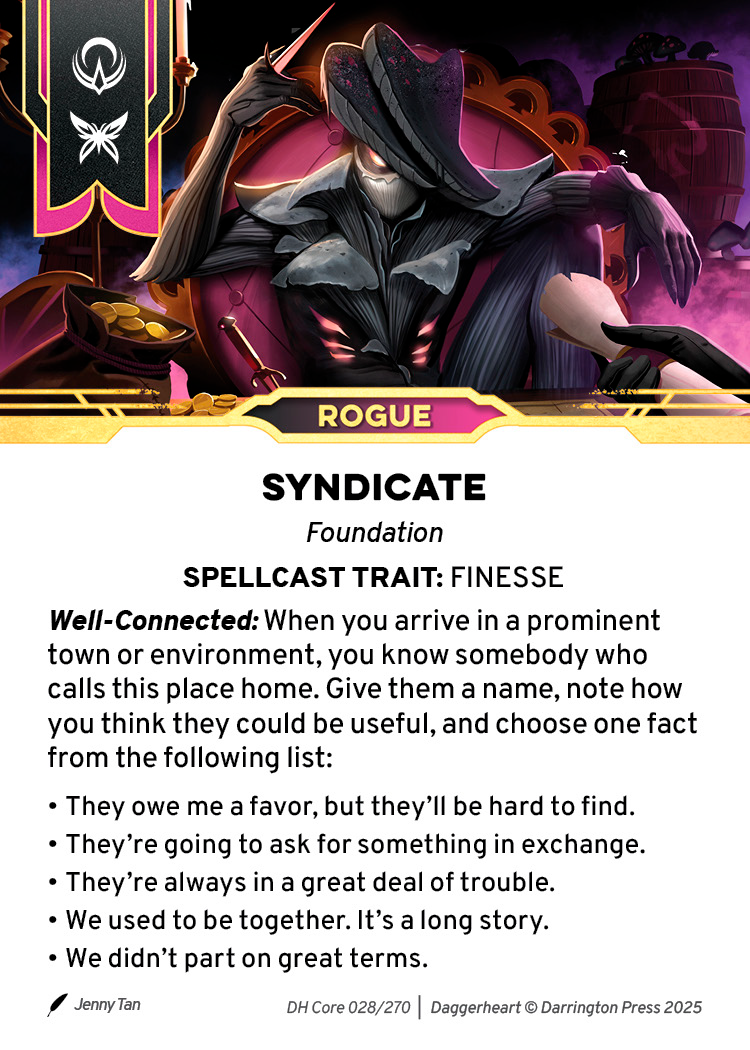 ROGUE
SYNDICATE
Foundation
SPELLCAST TRAIT: FINESSE
Well-Connected: When you arrive in a prominent
town or environment, you know somebody who
calls this place home. Give them a name, note how
you think they could be useful, and choose one fact
from the following list:
• They owe me a favor, but they’ll be hard to find.
• They’re going to ask for something in exchange.
• They’re always in a great deal of trouble.
• We used to be together. It’s a long story.
• We didn’t part on great terms.
Jenny Tan
DH Core 028/270 | Daggerheart © Darrington Press 2025